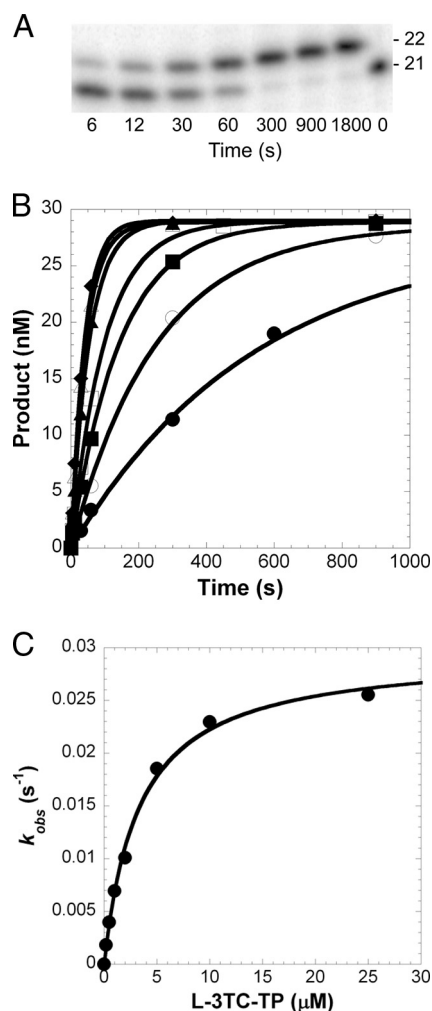 A
- 22
- 21
6 12 30 60 300 900 1800 0
Time (s)
B
30
25
20
15
10
5
0
Product (nM)
0 200 400 600 800 1000
Time (s)
C
0.03
0.025
0.02
0.015
0.01
0.005
0
k_obs (s⁻¹)
0 5 10 15 20 25 30
L-3TC-TP (μM)